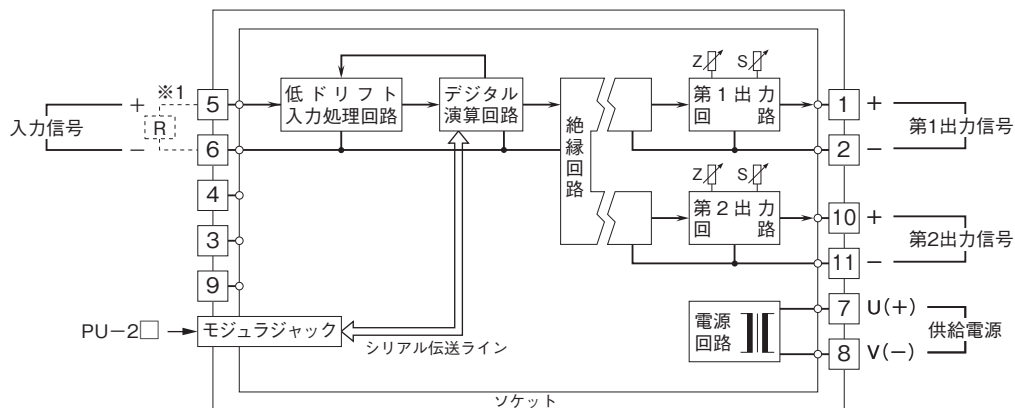 ※1
+
入力信号
R
−
5
6
4
3
9
低ドリフト
入力処理回路
デジタル
演算回路
絶縁回路
Z
S
第1出力
回路
1
+
第1出力信号
2
−
Z
S
第2出力
回路
10
+
第2出力信号
11
−
電源
回路
7
U(+)
供給電源
8
V(−)
PU−2□
モジュラジャック
シリアル伝送ライン
ソケット